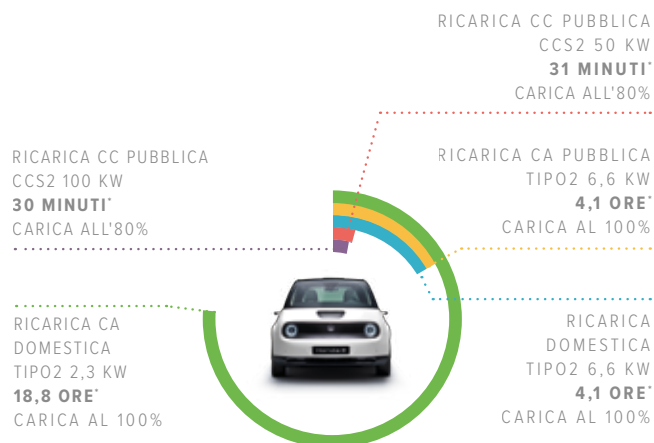 RICARICA CC PUBBLICA
CCS2 50 KW
31 MINUTI*
CARICA ALL'80%
RICARICA CC PUBBLICA
CCS2 100 KW
30 MINUTI*
CARICA ALL'80%
RICARICA CA PUBBLICA
TIPO2 6,6 KW
4,1 ORE*
CARICA AL 100%
RICARICA CA
DOMESTICA
TIPO2 2,3 KW
18,8 ORE*
CARICA AL 100%
RICARICA
DOMESTICA
TIPO2 6,6 KW
4,1 ORE*
CARICA AL 100%